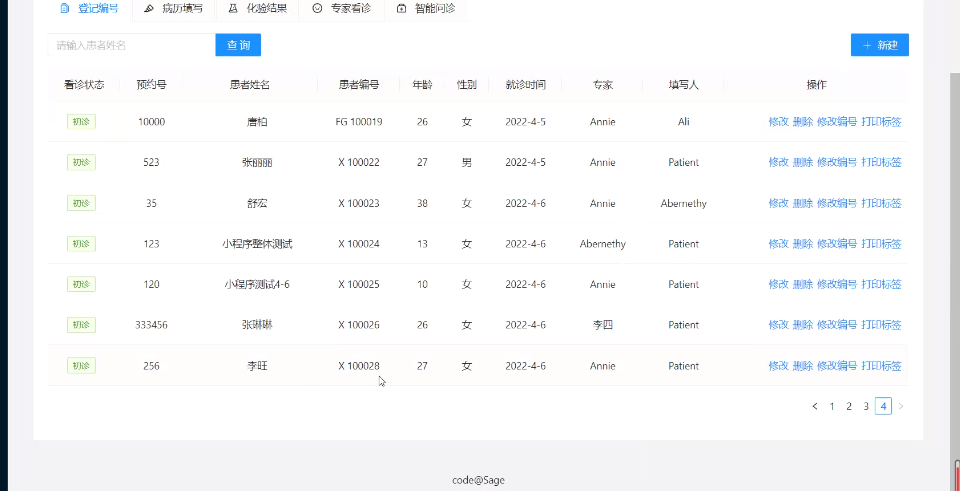 登记编号 病历填写 化验结果 专家看诊 智能问诊
请输入患者姓名 查 询 ＋ 新建
看诊状态 预约号 患者姓名 患者编号 年龄 性别 就诊时间 专家 填写人 操作
初诊 10000 唐柏 FG 100019 26 女 2022-4-5 Annie Ali 修改 删除 修改编号 打印标签
初诊 523 张丽丽 X 100022 27 男 2022-4-5 Annie Patient 修改 删除 修改编号 打印标签
初诊 35 舒宏 X 100023 38 女 2022-4-6 Annie Abernethy 修改 删除 修改编号 打印标签
初诊 123 小程序整体测试 X 100024 13 女 2022-4-6 Abernethy Patient 修改 删除 修改编号 打印标签
初诊 120 小程序测试4-6 X 100025 10 女 2022-4-6 Annie Patient 修改 删除 修改编号 打印标签
初诊 333456 张琳琳 X 100026 26 女 2022-4-6 李四 Patient 修改 删除 修改编号 打印标签
初诊 256 李旺 X 100028 27 女 2022-4-6 Annie Patient 修改 删除 修改编号 打印标签
< 1 2 3 4 >
code@Sage